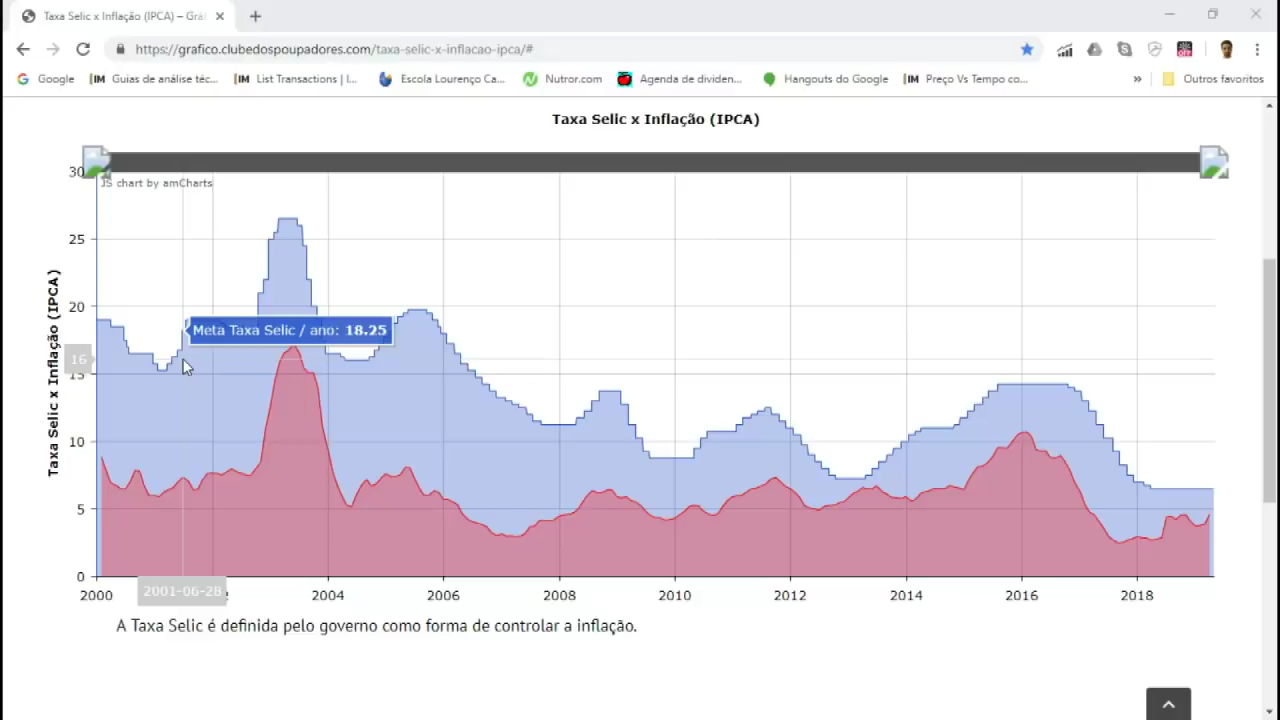 Taxa Selic x Inflação (IPCA) – Grá
https://grafico.clubedospoupadores.com/taxa-selic-x-inflacao-ipca/#
Google
IM Guias de análise téc...
IM List Transactions | I...
Escola Lourenço Ca...
Nutror.com
Agenda de dividen...
Hangouts do Google
IM Preço Vs Tempo co...
»
Outros favoritos
Taxa Selic x Inflação (IPCA)
JS chart by amCharts
Taxa Selic x Inflação (IPCA)
30
25
20
16
15
10
5
0
Meta Taxa Selic / ano: 18.25
2001-06-28
2000
2004
2006
2008
2010
2012
2014
2016
2018
A Taxa Selic é definida pelo governo como forma de controlar a inflação.